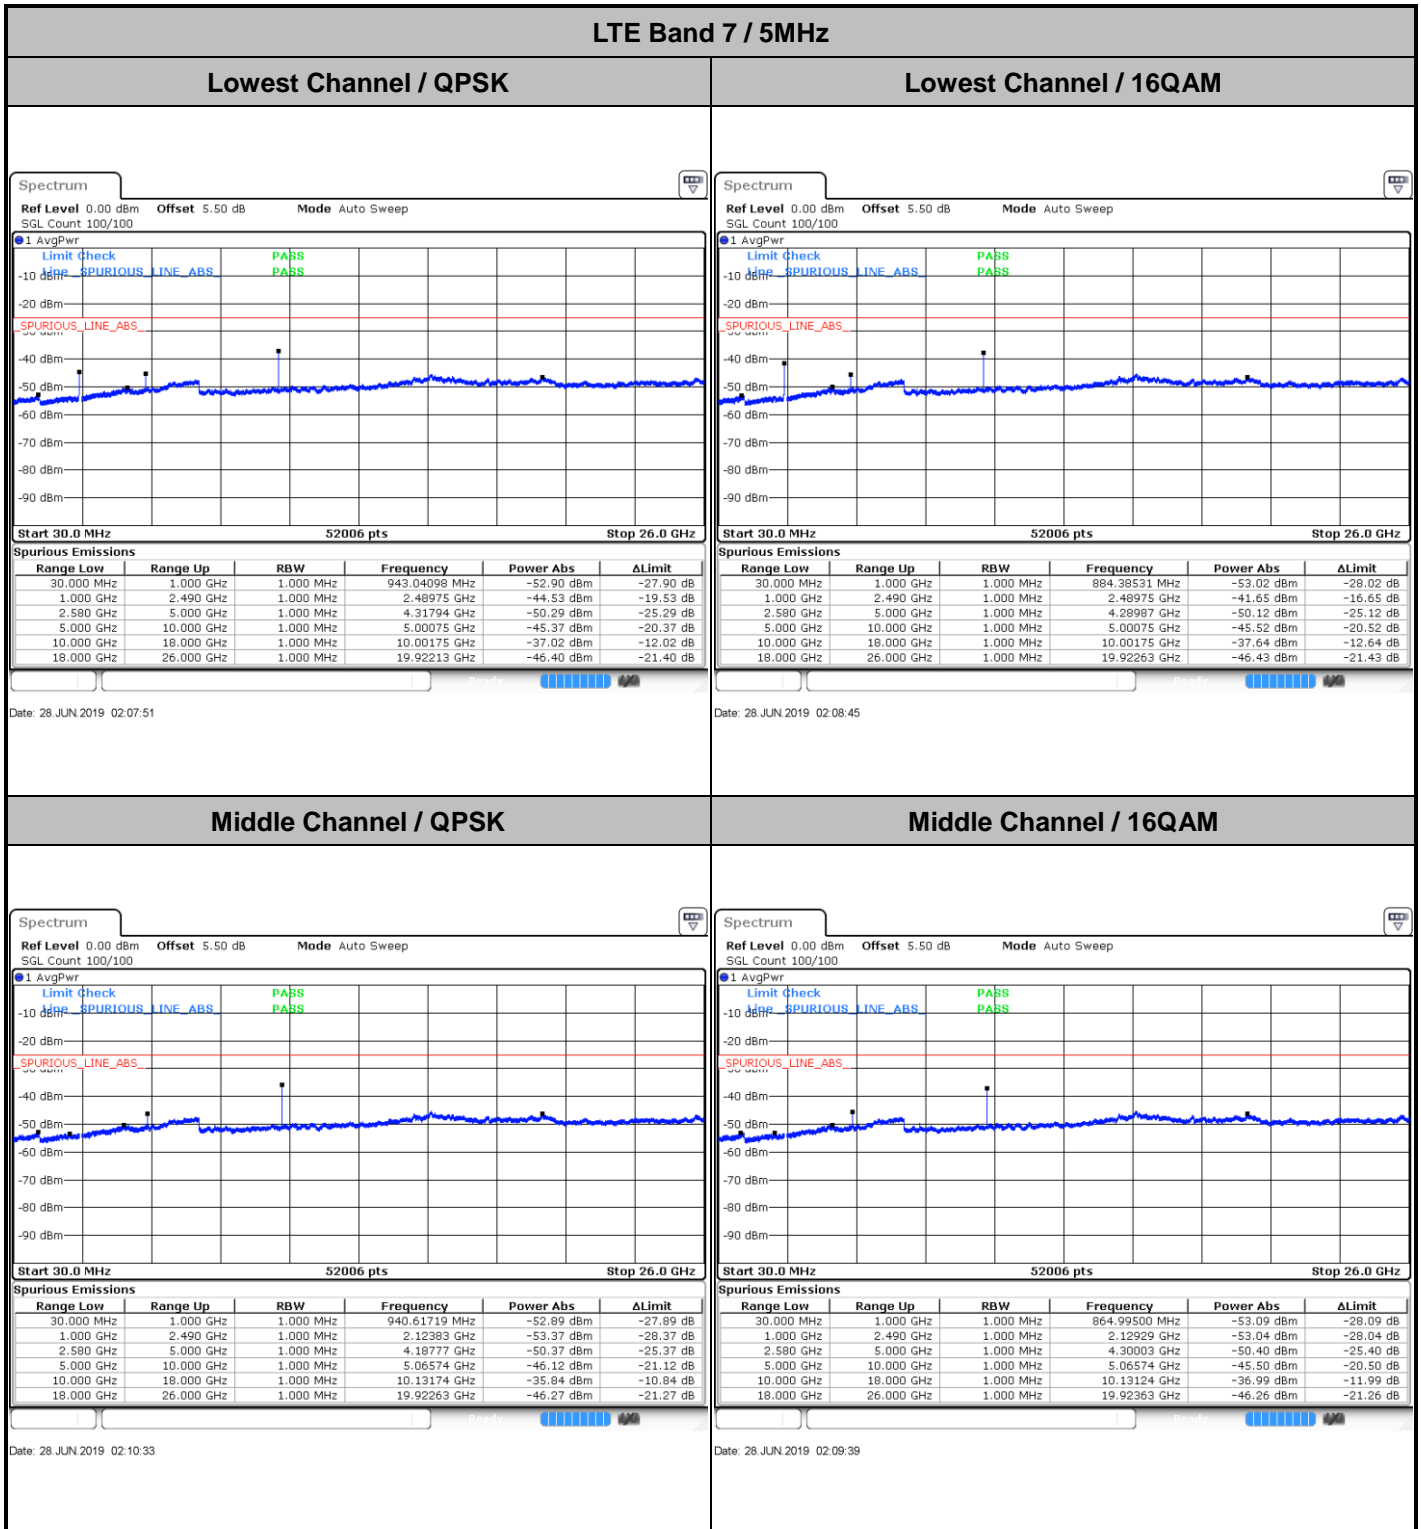 LTE Band 7 / 5MHz
Lowest Channel / QPSK
Lowest Channel / 16QAM
Spectrum
Ref Level 0.00 dBm Offset 5.50 dB Mode Auto Sweep
SGL Count 100/100
1 AvgPwr
Limit Check PASS
Line _SPURIOUS_LINE_ABS_ PASS
-10 dBm
-20 dBm
_SPURIOUS_LINE_ABS_
-30 dBm
-40 dBm
-50 dBm
-60 dBm
-70 dBm
-80 dBm
-90 dBm
Start 30.0 MHz 52006 pts Stop 26.0 GHz
Spurious Emissions
Range Low Range Up RBW Frequency Power Abs ΔLimit
30.000 MHz 1.000 GHz 1.000 MHz 943.04098 MHz -52.90 dBm -27.90 dB
1.000 GHz 2.490 GHz 1.000 MHz 2.48975 GHz -44.53 dBm -19.53 dB
2.580 GHz 5.000 GHz 1.000 MHz 4.31794 GHz -50.29 dBm -25.29 dB
5.000 GHz 10.000 GHz 1.000 MHz 5.00075 GHz -45.37 dBm -20.37 dB
10.000 GHz 18.000 GHz 1.000 MHz 10.00175 GHz -37.02 dBm -12.02 dB
18.000 GHz 26.000 GHz 1.000 MHz 19.92213 GHz -46.40 dBm -21.40 dB
Ready
Date: 28.JUN.2019 02:07:51
Spectrum
Ref Level 0.00 dBm Offset 5.50 dB Mode Auto Sweep
SGL Count 100/100
1 AvgPwr
Limit Check PASS
Line _SPURIOUS_LINE_ABS_ PASS
-10 dBm
-20 dBm
_SPURIOUS_LINE_ABS_
-30 dBm
-40 dBm
-50 dBm
-60 dBm
-70 dBm
-80 dBm
-90 dBm
Start 30.0 MHz 52006 pts Stop 26.0 GHz
Spurious Emissions
Range Low Range Up RBW Frequency Power Abs ΔLimit
30.000 MHz 1.000 GHz 1.000 MHz 884.38531 MHz -53.02 dBm -28.02 dB
1.000 GHz 2.490 GHz 1.000 MHz 2.48975 GHz -41.65 dBm -16.65 dB
2.580 GHz 5.000 GHz 1.000 MHz 4.28987 GHz -50.12 dBm -25.12 dB
5.000 GHz 10.000 GHz 1.000 MHz 5.00075 GHz -45.52 dBm -20.52 dB
10.000 GHz 18.000 GHz 1.000 MHz 10.00175 GHz -37.64 dBm -12.64 dB
18.000 GHz 26.000 GHz 1.000 MHz 19.92263 GHz -46.43 dBm -21.43 dB
Ready
Date: 28.JUN.2019 02:08:45
Middle Channel / QPSK
Middle Channel / 16QAM
Spectrum
Ref Level 0.00 dBm Offset 5.50 dB Mode Auto Sweep
SGL Count 100/100
1 AvgPwr
Limit Check PASS
Line _SPURIOUS_LINE_ABS_ PASS
-10 dBm
-20 dBm
_SPURIOUS_LINE_ABS_
-30 dBm
-40 dBm
-50 dBm
-60 dBm
-70 dBm
-80 dBm
-90 dBm
Start 30.0 MHz 52006 pts Stop 26.0 GHz
Spurious Emissions
Range Low Range Up RBW Frequency Power Abs ΔLimit
30.000 MHz 1.000 GHz 1.000 MHz 940.61719 MHz -52.89 dBm -27.89 dB
1.000 GHz 2.490 GHz 1.000 MHz 2.12383 GHz -53.37 dBm -28.37 dB
2.580 GHz 5.000 GHz 1.000 MHz 4.18777 GHz -50.37 dBm -25.37 dB
5.000 GHz 10.000 GHz 1.000 MHz 5.06574 GHz -46.12 dBm -21.12 dB
10.000 GHz 18.000 GHz 1.000 MHz 10.13174 GHz -35.84 dBm -10.84 dB
18.000 GHz 26.000 GHz 1.000 MHz 19.92263 GHz -46.27 dBm -21.27 dB
Ready
Date: 28.JUN.2019 02:10:33
Spectrum
Ref Level 0.00 dBm Offset 5.50 dB Mode Auto Sweep
SGL Count 100/100
1 AvgPwr
Limit Check PASS
Line _SPURIOUS_LINE_ABS_ PASS
-10 dBm
-20 dBm
_SPURIOUS_LINE_ABS_
-30 dBm
-40 dBm
-50 dBm
-60 dBm
-70 dBm
-80 dBm
-90 dBm
Start 30.0 MHz 52006 pts Stop 26.0 GHz
Spurious Emissions
Range Low Range Up RBW Frequency Power Abs ΔLimit
30.000 MHz 1.000 GHz 1.000 MHz 864.99500 MHz -53.09 dBm -28.09 dB
1.000 GHz 2.490 GHz 1.000 MHz 2.12929 GHz -53.04 dBm -28.04 dB
2.580 GHz 5.000 GHz 1.000 MHz 4.30003 GHz -50.40 dBm -25.40 dB
5.000 GHz 10.000 GHz 1.000 MHz 5.06574 GHz -45.50 dBm -20.50 dB
10.000 GHz 18.000 GHz 1.000 MHz 10.13124 GHz -36.99 dBm -11.99 dB
18.000 GHz 26.000 GHz 1.000 MHz 19.92363 GHz -46.26 dBm -21.26 dB
Ready
Date: 28.JUN.2019 02:09:39